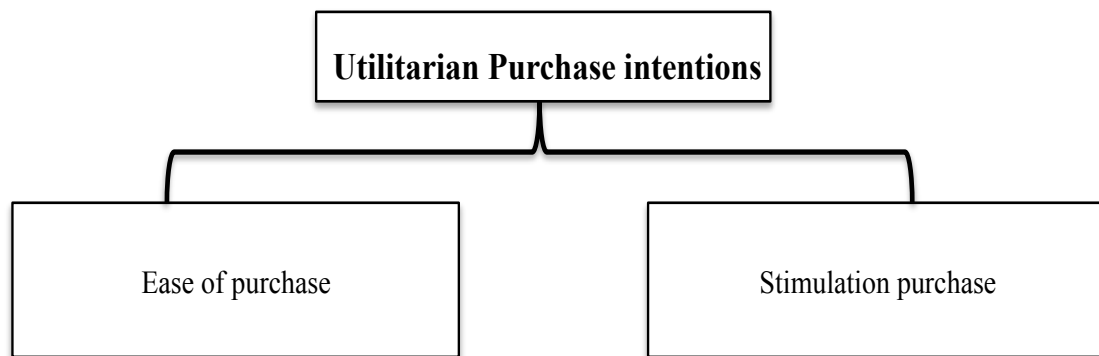 Utilitarian Purchase intentions
Ease of purchase
Stimulation purchase